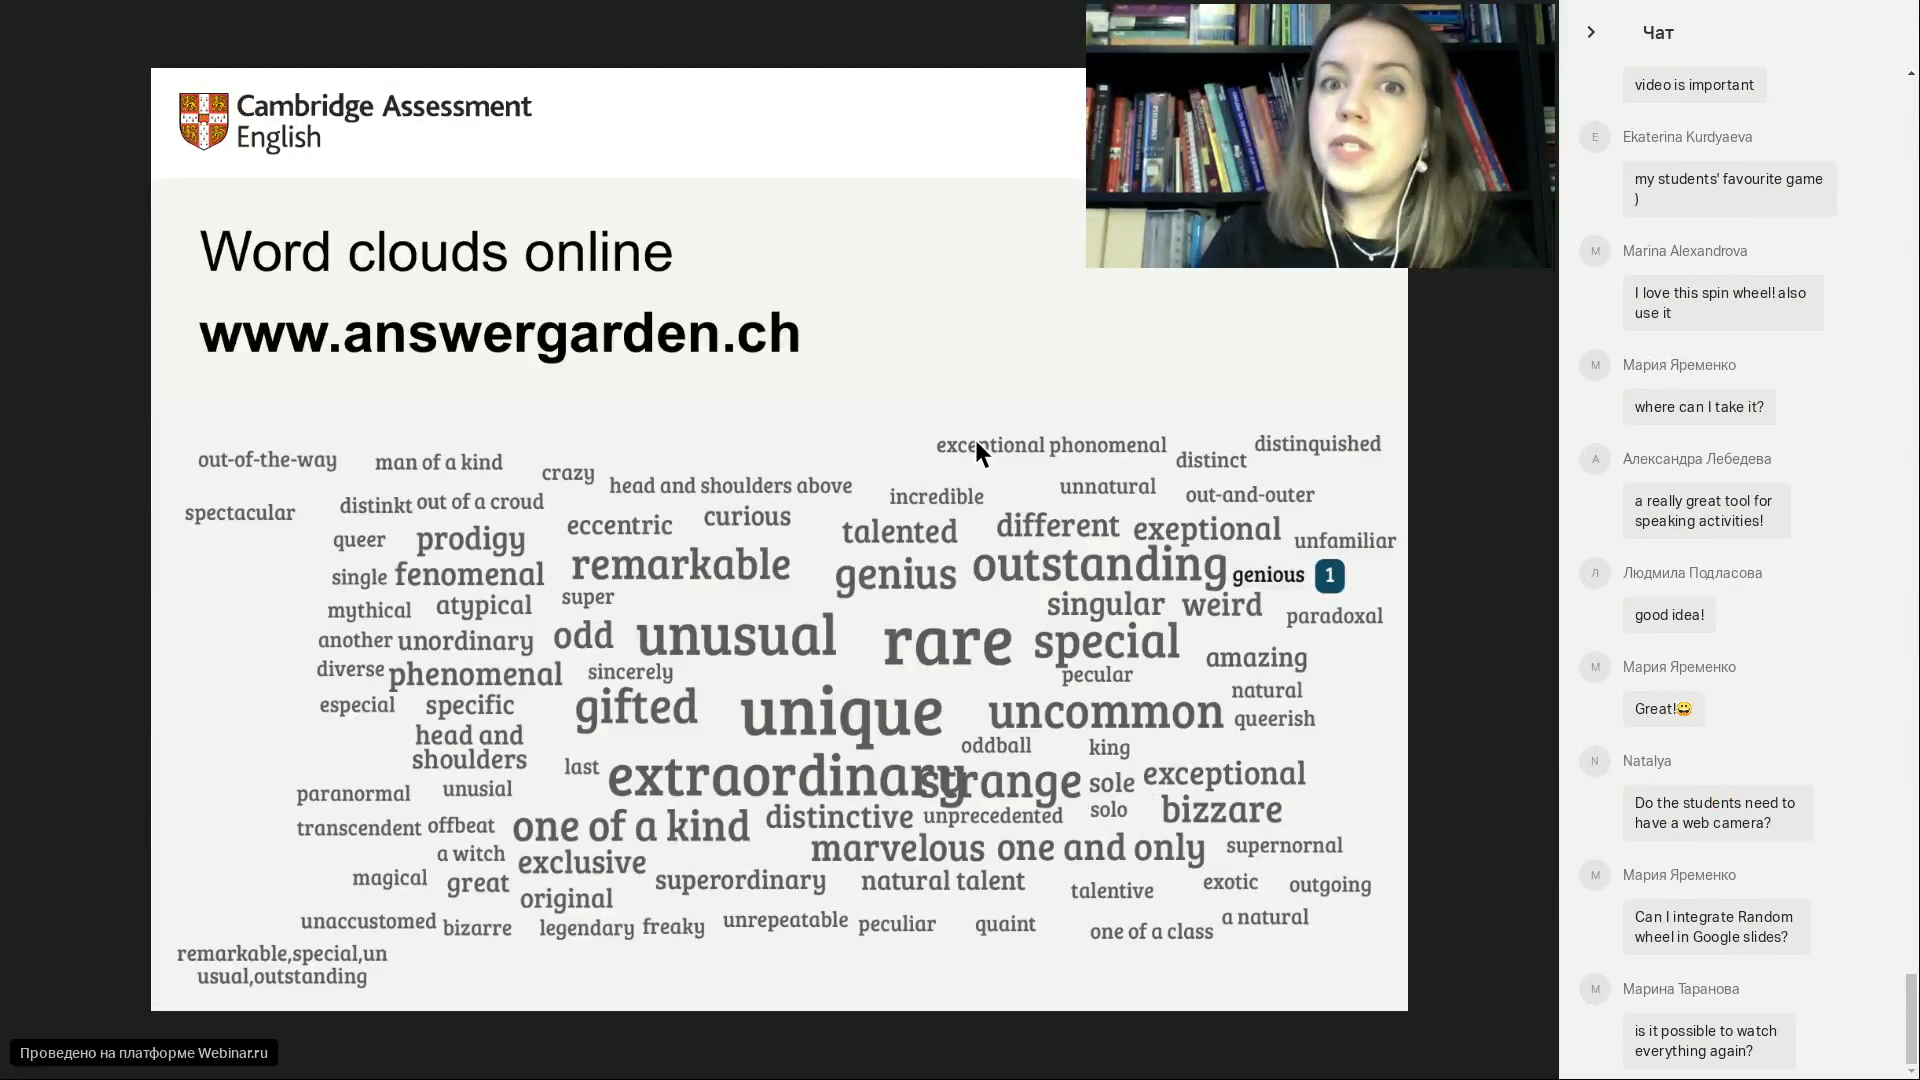 Cambridge Assessment
English
Word clouds online
www.answergarden.ch
exceptional phonomenal
distinquished
out-of-the-way
man of a kind
distinct
crazy
head and shoulders above
incredible
unnatural
out-and-outer
spectacular
distinkt
out of a croud
eccentric
curious
talented
different
exeptional
unfamiliar
queer
prodigy
remarkable
genius
outstanding
genious 1
single
fenomenal
super
singular
weird
mythical
atypical
paradoxal
another
unordinary
odd
unusual
rare
special
amazing
diverse
phenomenal
sincerely
pecular
natural
especial
specific
gifted
unique
uncommon
queerish
head and
shoulders
oddball
king
last
extraordinary
strange
sole
exceptional
paranormal
unusial
solo
bizzare
transcendent
offbeat
one of a kind
distinctive
unprecedented
a witch
exclusive
marvelous
one and only
supernornal
magical
great
original
superordinary
natural talent
talentive
exotic
outgoing
unaccustomed
bizarre
legendary
freaky
unrepeatable
peculiar
quaint
one of a class
a natural
remarkable,special,un
usual,outstanding
Проведено на платформе Webinar.ru
Чат
video is important
E
Ekaterina Kurdyaeva
my students' favourite game
)
M
Marina Alexandrova
I love this spin wheel! also
use it
М
Мария Яременко
where can I take it?
А
Александра Лебедева
a really great tool for
speaking activities!
Л
Людмила Подласова
good idea!
М
Мария Яременко
Great!😀
N
Natalya
Do the students need to
have a web camera?
М
Мария Яременко
Can I integrate Random
wheel in Google slides?
М
Марина Таранова
is it possible to watch
everything again?